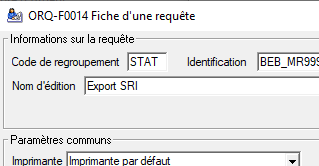 ORQ-F0014 Fiche d'une requête
Informations sur la requête
Code de regroupement STAT Identification BEB_MR999
Nom d'édition Export SRI
Paramètres communs
Imprimante Imprimante par défaut